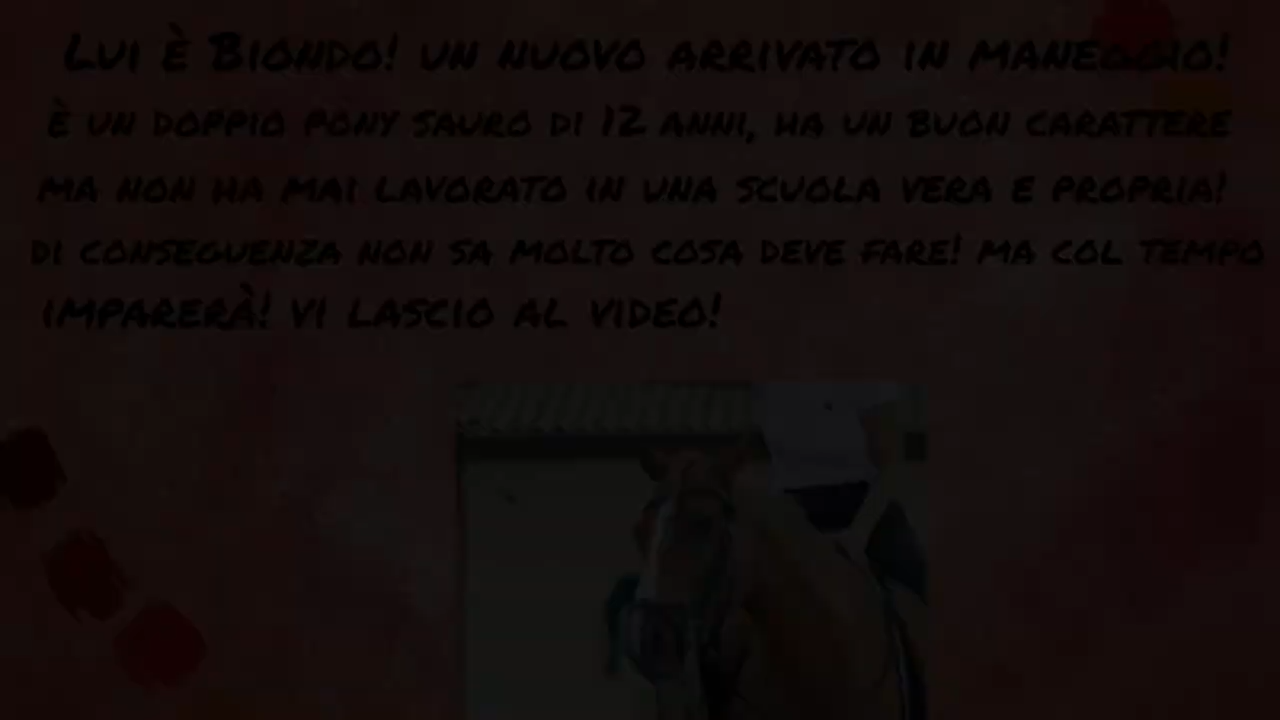 Lui è Biondo! un nuovo arrivato in maneggio!
È un doppio pony sauro di 12 anni, ha un buon carattere
ma non ha mai lavorato in una scuola vera e propria!
di conseguenza non sa molto cosa deve fare! ma col tempo
imparerà! vi lascio al video!